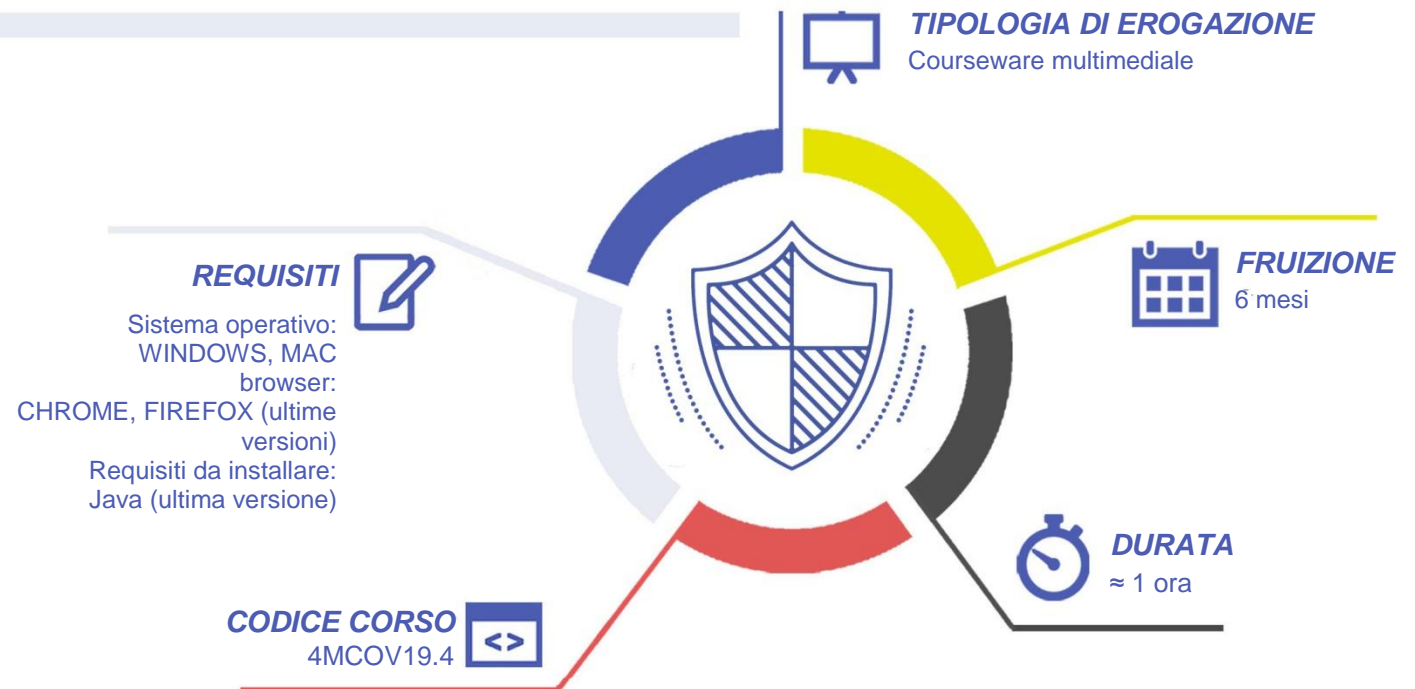 TIPOLOGIA DI EROGAZIONE
Courseware multimediale
REQUISITI
Sistema operativo:
WINDOWS, MAC
browser:
CHROME, FIREFOX (ultime
versioni)
Requisiti da installare:
Java (ultima versione)
FRUIZIONE
6 mesi
DURATA
≈ 1 ora
CODICE CORSO
4MCOV19.4
<>